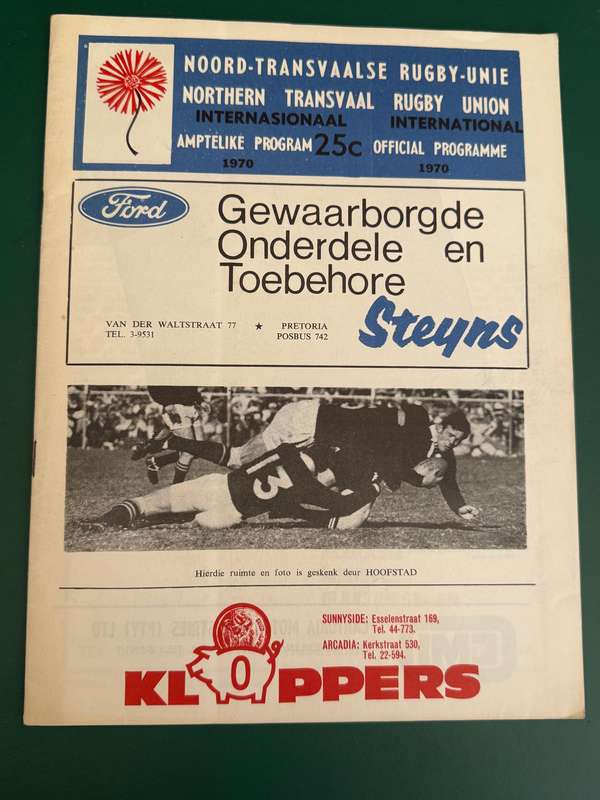 NOORD-TRANSVAALSE RUGBY-UNIE
NORTHERN TRANSVAAL RUGBY UNION
INTERNASIONAAL INTERNATIONAL
AMPTELIKE PROGRAM 25c OFFICIAL PROGRAMME
1970 1970
Ford
Gewaarborgde
Onderdele en
Toebehore
VAN DER WALTSTRAAT 77 ★ PRETORIA
TEL. 3-9531 POSBUS 742
Steyns
13
Hierdie ruimte en foto is geskenk deur HOOFSTAD
SUNNYSIDE: Esselenstraat 169,
Tel. 44-773.
ARCADIA: Kerkstraat 530,
Tel. 22-594.
KLOPPERS